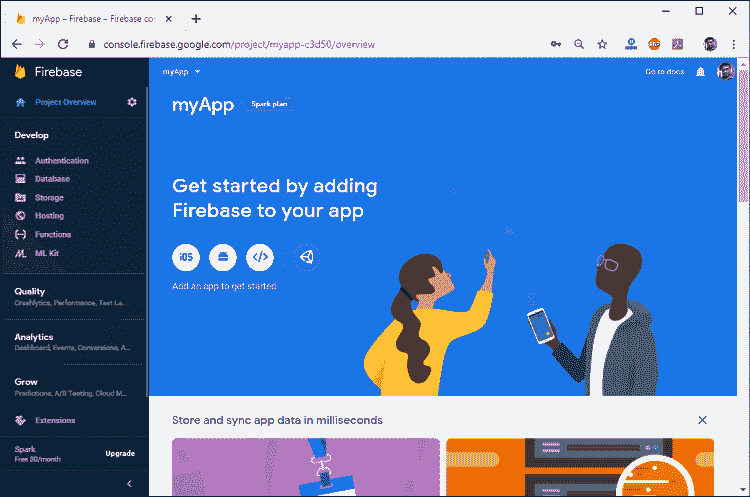 myApp – Firebase – Firebase co
console.firebase.google.com/project/myapp-c3d50/overview
Firebase
Project Overview
Develop
Authentication
Database
Storage
Hosting
Functions
ML Kit
Quality
Crashlytics, Performance, Test La...
Analytics
Dashboard, Events, Conversions, A...
Grow
Predictions, A/B Testing, Cloud M...
Extensions
Spark
Free $0/month
Upgrade
myApp
Go to docs
myApp
Spark plan
Get started by adding
Firebase to your app
iOS
</>
Add an app to get started
Store and sync app data in milliseconds